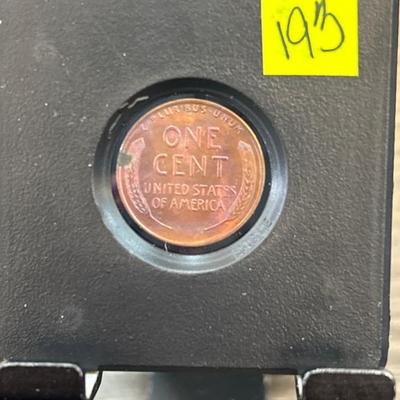 193
E·PLURIBUS·UNUM
ONE
CENT
UNITED STATES
OF AMERICA